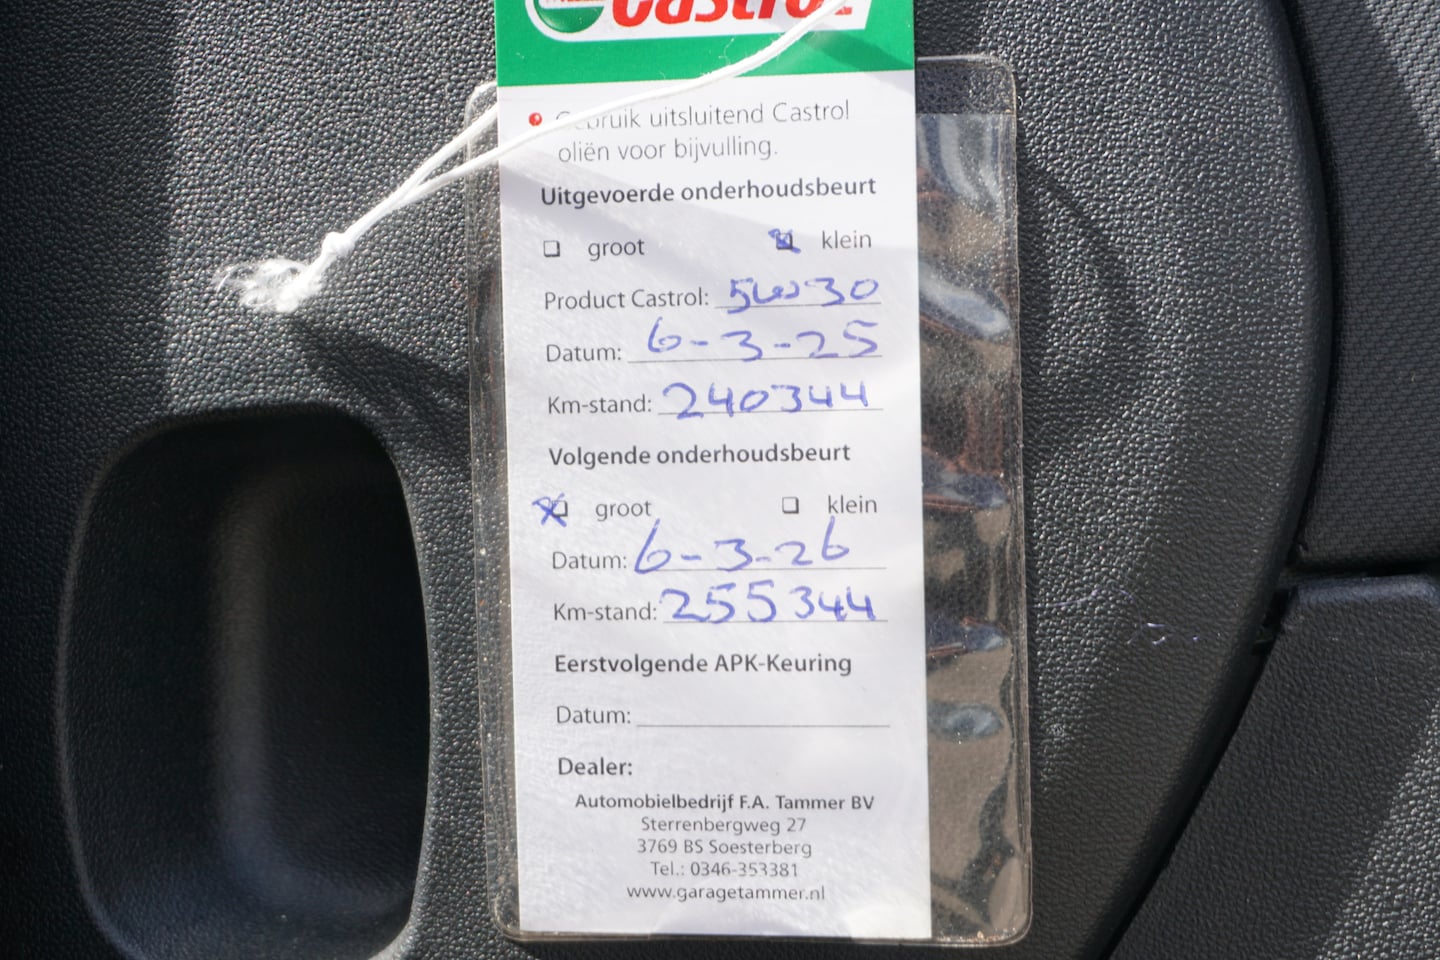 Castrol
Gebruik uitsluitend Castrol
oliën voor bijvulling.
Uitgevoerde onderhoudsbeurt
groot klein
Product Castrol: 5W30
Datum: 6-3-25
Km-stand: 240344
Volgende onderhoudsbeurt
groot klein
Datum: 6-3-26
Km-stand: 255344
Eerstvolgende APK-Keuring
Datum:
Dealer:
Automobielbedrijf F.A. Tammer BV
Sterrenbergweg 27
3769 BS Soesterberg
Tel.: 0346-353381
www.garagetammer.nl